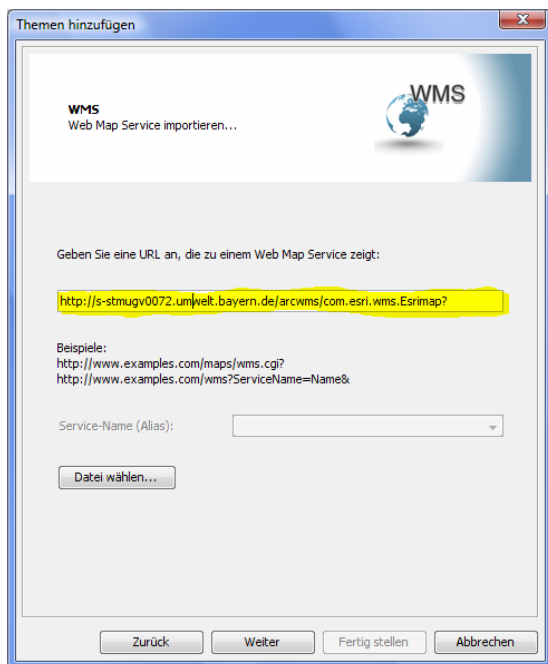 Themen hinzufügen
WMS
WMS
Web Map Service importieren...
Geben Sie eine URL an, die zu einem Web Map Service zeigt:
http://s-stmugv0072.umwelt.bayern.de/arcwms/com.esri.wms.Esrimap?
Beispiele:
http://www.examples.com/maps/wms.cgi?
http://www.examples.com/wms?ServiceName=Name&
Service-Name (Alias):
Datei wählen...
Zurück
Weiter
Fertig stellen
Abbrechen